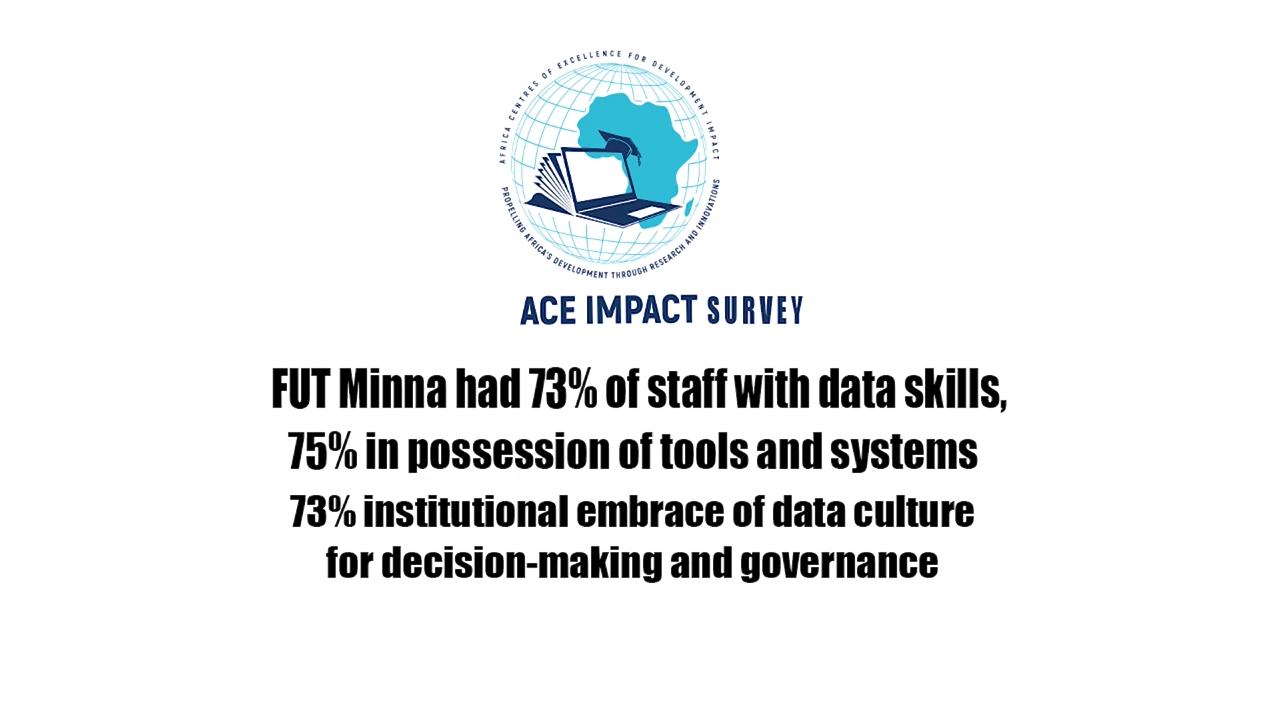 AFRICA CENTRES OF EXCELLENCE FOR DEVELOPMENT IMPACT
PROPELLING AFRICA'S DEVELOPMENT THROUGH RESEARCH AND INNOVATIONS
ACE IMPACT SURVEY
FUT Minna had 73% of staff with data skills,
75% in possession of tools and systems
73% institutional embrace of data culture
for decision-making and governance